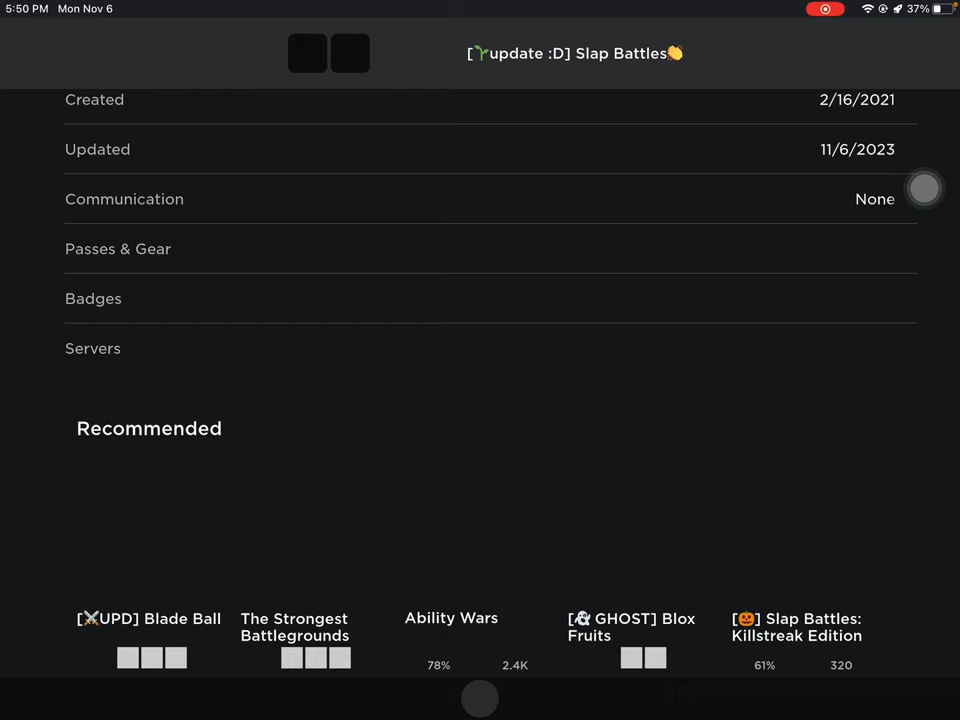 5:50 PM Mon Nov 6
37%
[🌱update :D] Slap Battles👏
Created 2/16/2021
Updated 11/6/2023
Communication None
Passes & Gear
Badges
Servers
Recommended
[⚔️UPD] Blade Ball
The Strongest
Battlegrounds
Ability Wars
78% 2.4K
[👻 GHOST] Blox
Fruits
[🎃] Slap Battles:
Killstreak Edition
61% 320